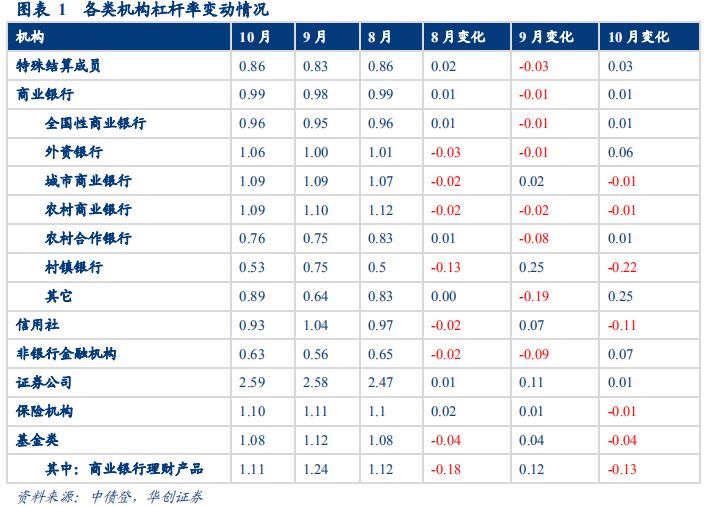 图表 1 各类机构杠杆率变动情况
机构 10月 9月 8月 8月变化 9月变化 10月变化
特殊结算成员 0.86 0.83 0.86 0.02 -0.03 0.03
商业银行 0.99 0.98 0.99 0.01 -0.01 0.01
全国性商业银行 0.96 0.95 0.96 0.01 -0.01 0.01
外资银行 1.06 1.00 1.01 -0.03 -0.01 0.06
城市商业银行 1.09 1.09 1.07 -0.02 0.02 -0.01
农村商业银行 1.09 1.10 1.12 -0.02 -0.02 -0.01
农村合作银行 0.76 0.75 0.83 0.01 -0.08 0.01
村镇银行 0.53 0.75 0.5 -0.13 0.25 -0.22
其它 0.89 0.64 0.83 0.00 -0.19 0.25
信用社 0.93 1.04 0.97 -0.02 0.07 -0.11
非银行金融机构 0.63 0.56 0.65 -0.02 -0.09 0.07
证券公司 2.59 2.58 2.47 0.01 0.11 0.01
保险机构 1.10 1.11 1.1 0.02 0.01 -0.01
基金类 1.08 1.12 1.08 -0.04 0.04 -0.04
其中：商业银行理财产品 1.11 1.24 1.12 -0.18 0.12 -0.13
资料来源：中债登，华创证券